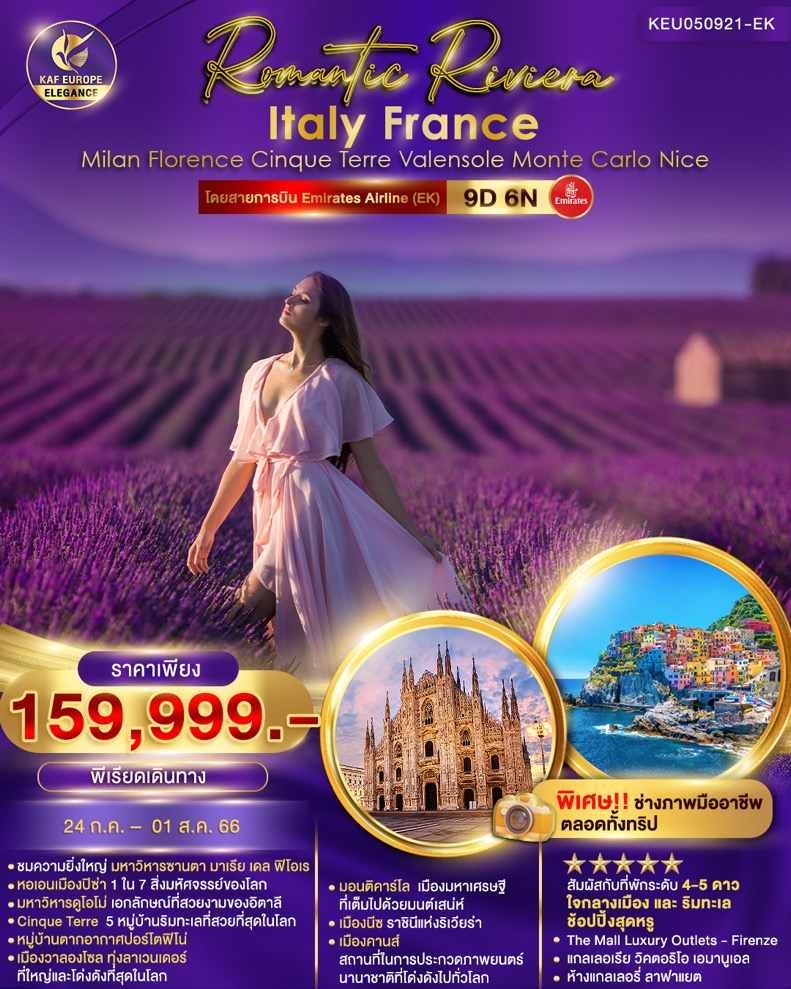 KEU050921-EK
KAF EUROPE
ELEGANCE
Romantic Riviera
Italy France
Milan Florence Cinque Terre Valensole Monte Carlo Nice
โดยสายการบิน Emirates Airline (EK)
9D 6N
Emirates
ราคาเพียง
159,999.-
พีเรียดเดินทาง
24 ก.ค. – 01 ส.ค. 66
พิเศษ!! ช่างภาพมืออาชีพ
ตลอดทั้งทริป
• ชมความยิ่งใหญ่ มหาวิหารซานตา มาเรีย เดล ฟิโอเร
• หอเอนเมืองปิซ่า 1 ใน 7 สิ่งมหัศจรรย์ของโลก
• มหาวิหารดูโอโม่ เอกลักษณ์ที่สวยงามของอิตาลี
• Cinque Terre 5 หมู่บ้านริมทะเลที่สวยที่สุดในโลก
• หมู่บ้านตากอากาศปอร์โตฟิโน่
• เมืองวาลองโซล ทุ่งลาเวนเดอร์
ที่ใหญ่และโด่งดังที่สุดในโลก
• มอนติคาร์โล เมืองมหาเศรษฐี
ที่เต็มไปด้วยมนต์เสน่ห์
• เมืองนีซ ราชินีแห่งริเวียร่า
• เมืองคานส์
สถานที่ในการประกวดภาพยนตร์
นานาชาติที่โด่งดังไปทั่วโลก
สัมผัสกับที่พักระดับ 4-5 ดาว
ใจกลางเมือง และ ริมทะเล
ช้อปปิ้งสุดหรู
• The Mall Luxury Outlets - Firenze
• แกลเลอเรีย วิคตอริโอ เอมานูเอล
• ห้างแกลเลอรี่ ลาฟาแยต